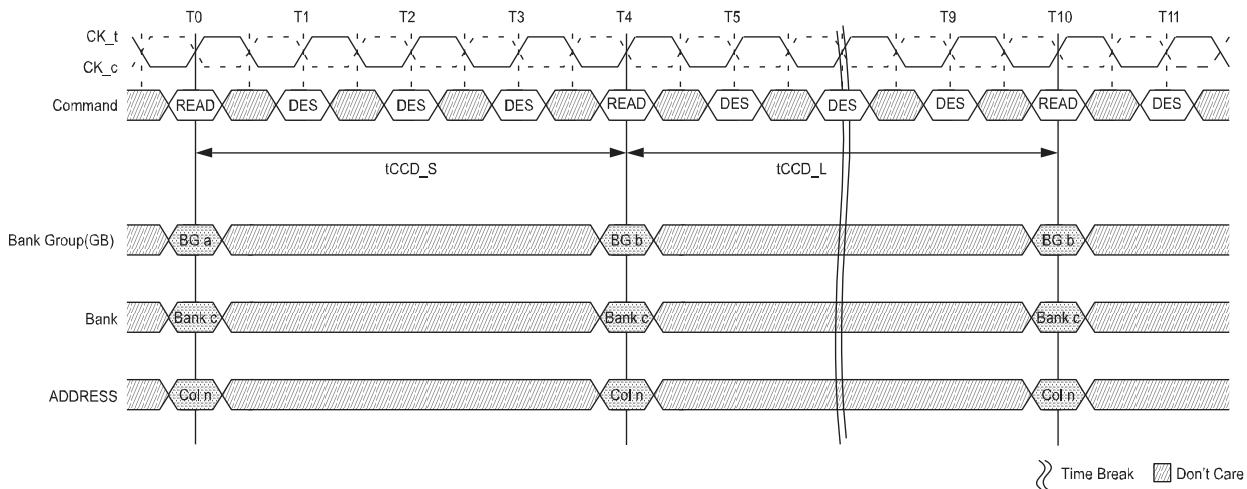 T0 T1 T2 T3 T4 T5 T9 T10 T11
CK_t
CK_c
Command READ DES DES DES READ DES DES DES READ DES
tCCD_S tCCD_L
Bank Group(GB) BG a BG b BG b
Bank Bank c Bank c Bank c
ADDRESS Col n Col n Col n
Time Break Don't Care